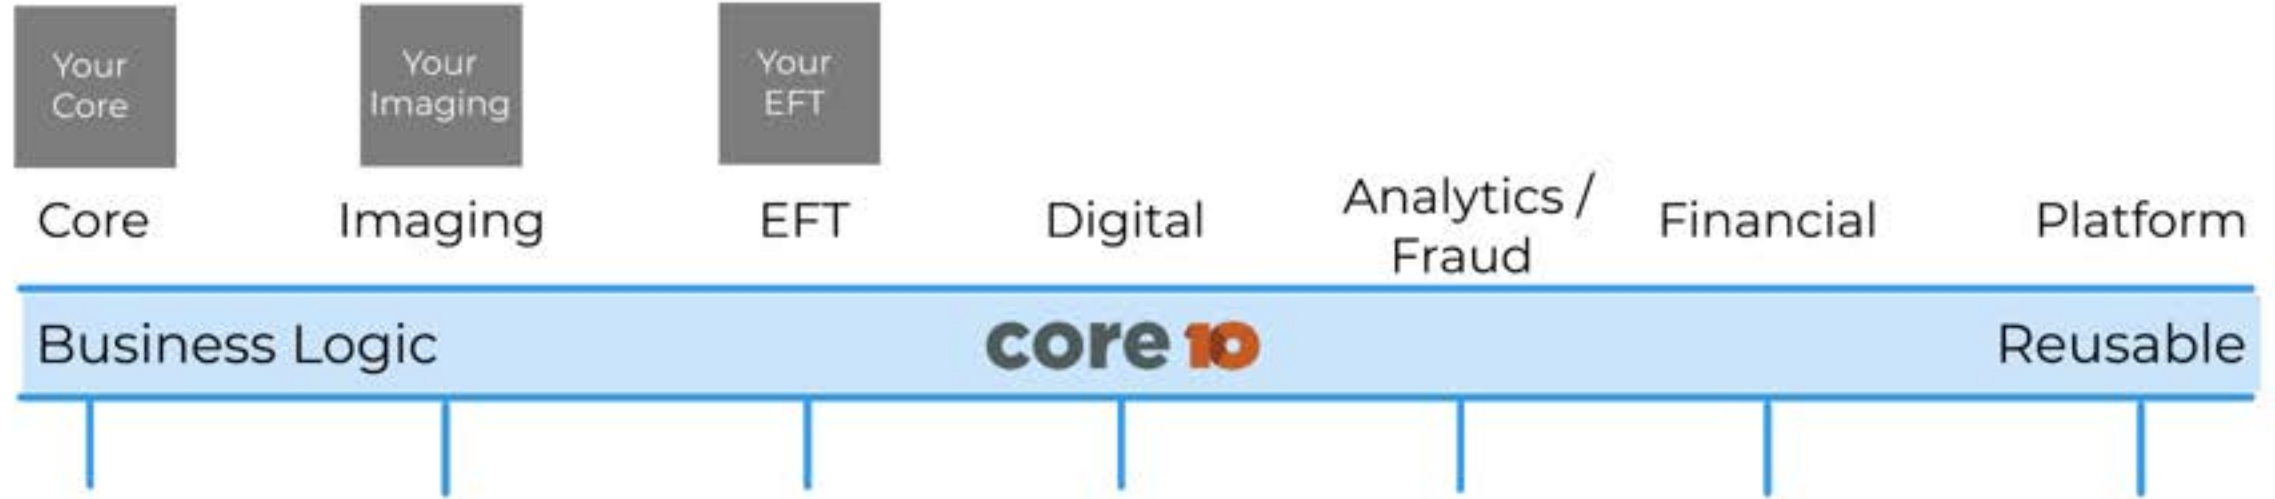 Your
Core
Your
Imaging
Your
EFT
Core
Imaging
EFT
Digital
Analytics /
Fraud
Financial
Platform
Business Logic
core 10
Reusable